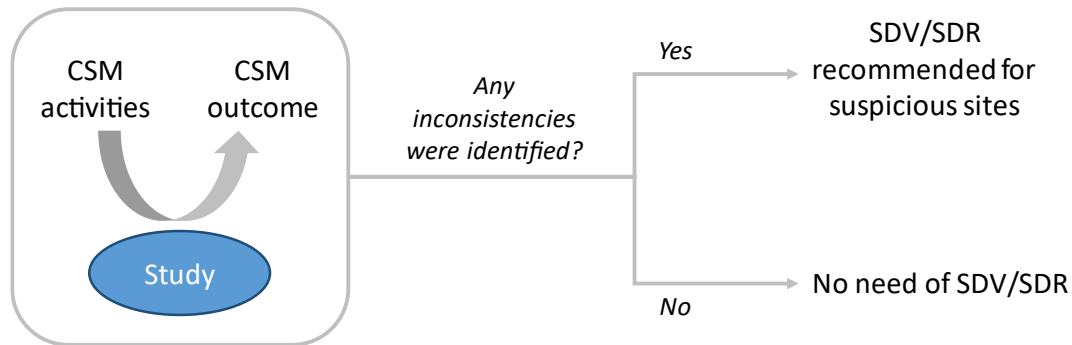 CSM
activities
CSM
outcome
Study
Any
inconsistencies
were identified?
Yes
SDV/SDR
recommended for
suspicious sites
No
No need of SDV/SDR